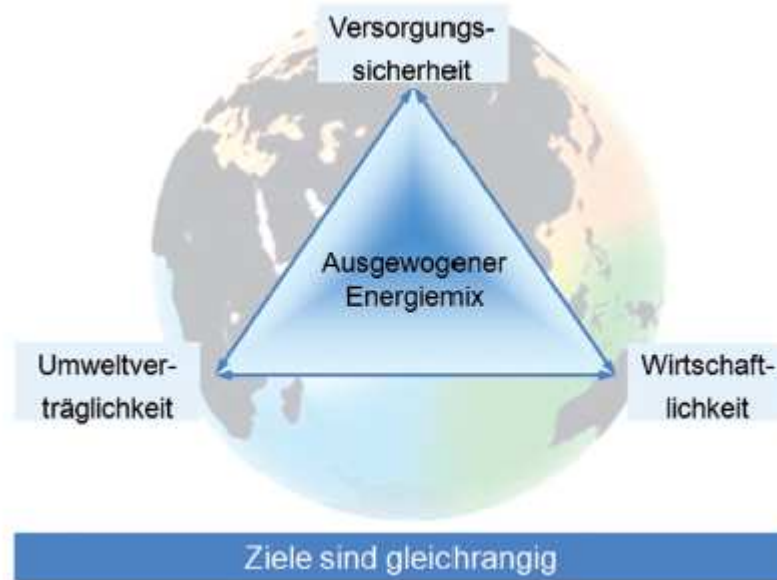 Versorgungs-
sicherheit
Ausgewogener
Energiemix
Umweltver-
träglichkeit
Wirtschaft-
lichkeit
Ziele sind gleichrangig